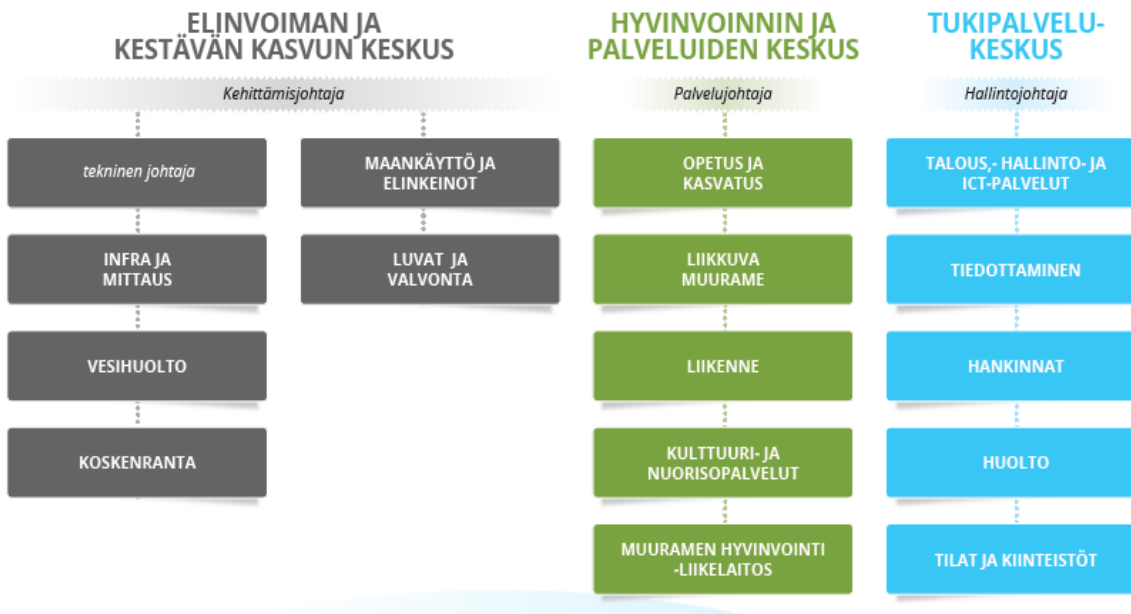 ELINVOIMAN JA
KESTÄVÄN KASVUN KESKUS
Kehittämisjohtaja
tekninen johtaja
INFRA JA
MITTAUS
VESIHUOLTO
KOSKENRANTA
MAANKÄYTTÖ JA
ELINKEINOT
LUVAT JA
VALVONTA
HYVINVOINNIN JA
PALVELUIDEN KESKUS
Palvelujohtaja
OPETUS JA
KASVATUS
LIIKKUVA
MUURAME
LIIKENNE
KULTTUURI- JA
NUORISOPALVELUT
MUURAMEN HYVINVOINTI
-LIIKELAITOS
TUKIPALVELU-
KESKUS
Hallintojohtaja
TALOUS,- HALLINTO- JA
ICT-PALVELUT
TIEDOTTAMINEN
HANKINNAT
HUOLTO
TILAT JA KIINTEISTÖT